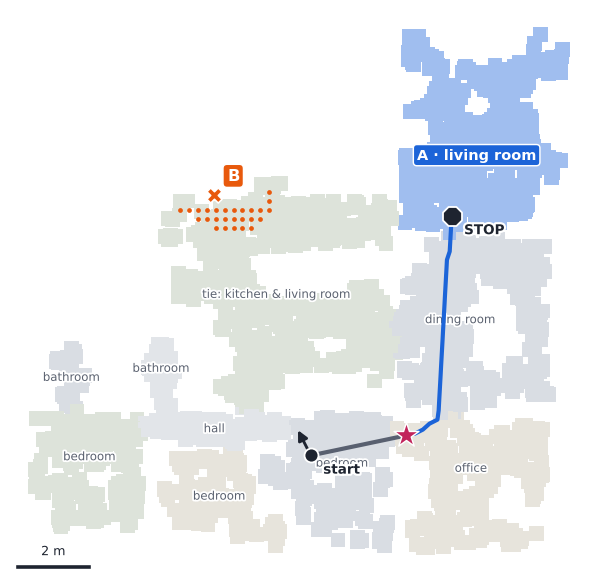 A · living room
B
STOP
tie: kitchen & living room
dining room
bathroom
bathroom
hall
bedroom
bedroom
start
office
bedroom
2 m